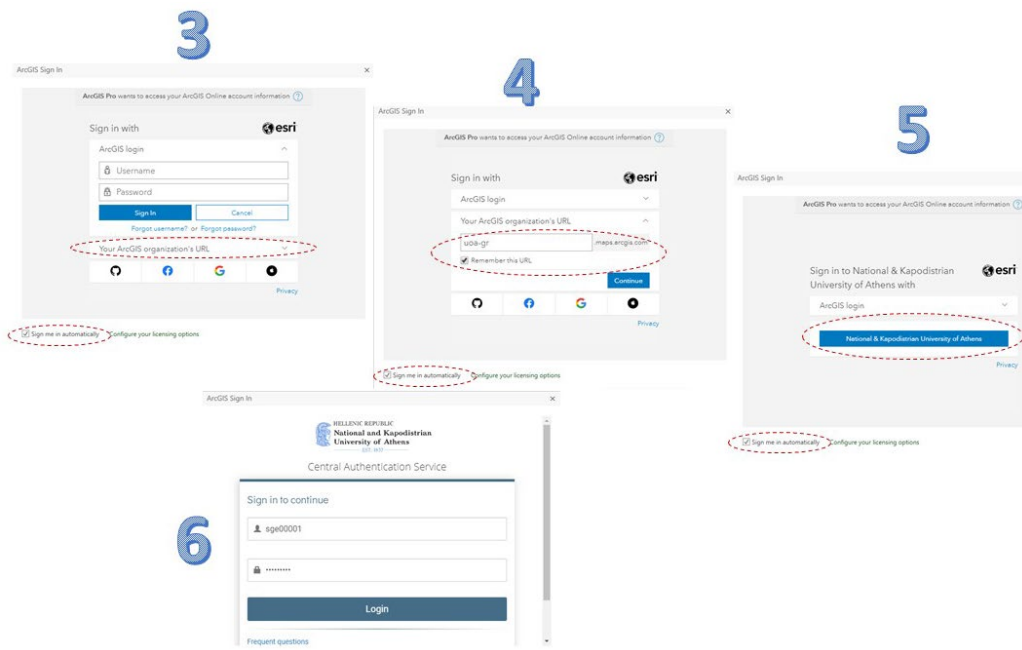 3
ArcGIS Sign In
ArcGIS Pro wants to access your ArcGIS Online account information ?
Sign in with
esri
ArcGIS login
Username
Password
Sign In
Cancel
Forgot username? or Forgot password?
Your ArcGIS organization's URL
Privacy
Sign me in automatically
Configure your licensing options
4
ArcGIS Sign In
ArcGIS Pro wants to access your ArcGIS Online account information ?
Sign in with
esri
ArcGIS login
Your ArcGIS organization's URL
uoa-gr
.maps.arcgis.com
Remember this URL
Continue
Privacy
Sign me in automatically
Configure your licensing options
5
ArcGIS Sign In
ArcGIS Pro wants to access your ArcGIS Online account information ?
Sign in to National & Kapodistrian
University of Athens with
esri
ArcGIS login
National & Kapodistrian University of Athens
Privacy
Sign me in automatically
Configure your licensing options
6
ArcGIS Sign In
HELLENIC REPUBLIC
National and Kapodistrian
University of Athens
EST. 1837
Central Authentication Service
Sign in to continue
sge00001
Login
Frequent questions